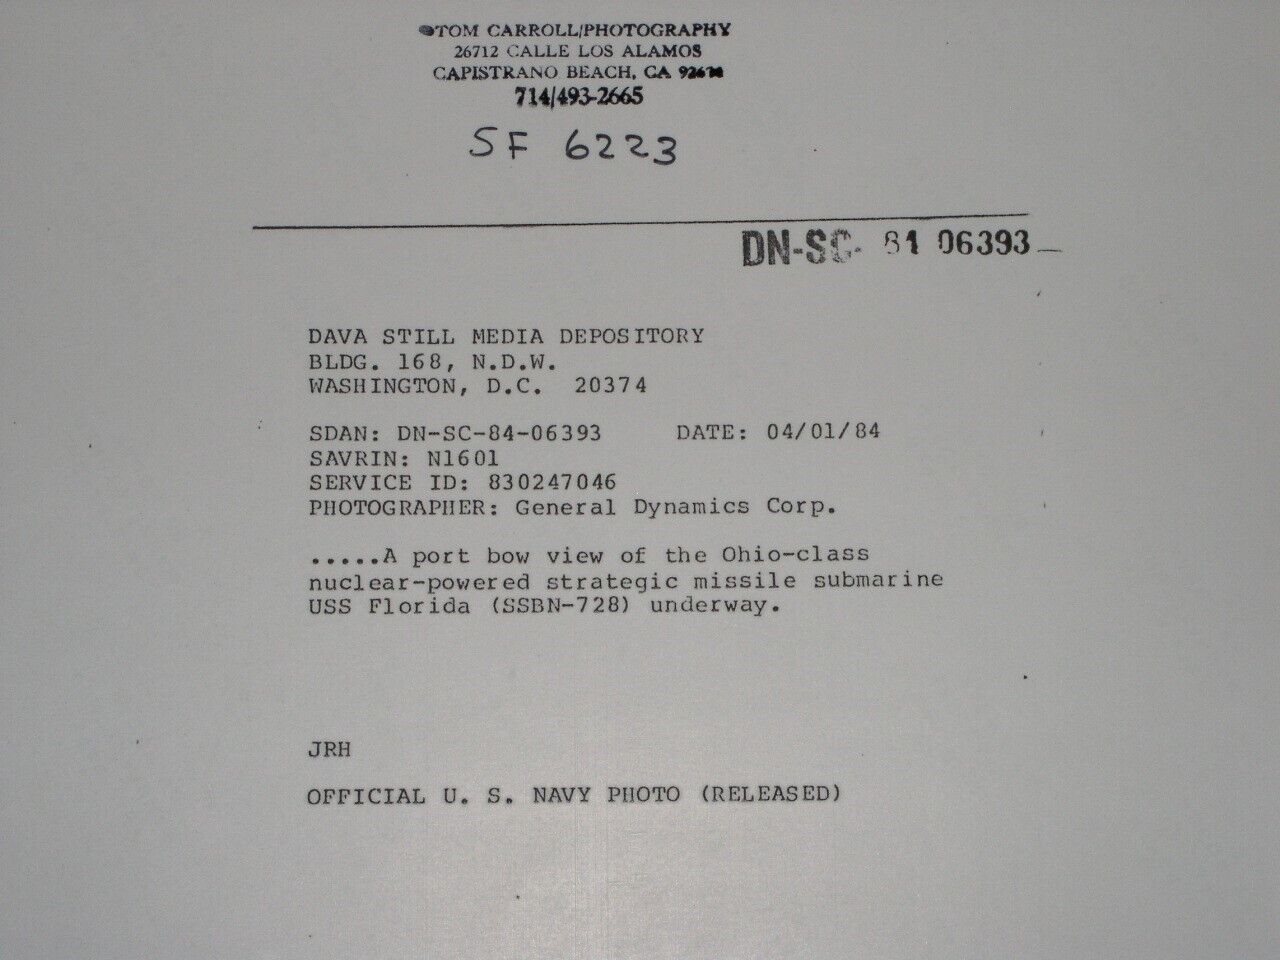 TOM CARROLL/PHOTOGRAPHY
26712 CALLE LOS ALAMOS
CAPISTRANO BEACH, CA
714/493-2665
SF 6223
DN-SC- 84 06393
DAVA STILL MEDIA DEPOSITORY
BLDG. 168, N.D.W.
WASHINGTON, D.C. 20374
SDAN: DN-SC-84-06393 DATE: 04/01/84
SAVRIN: N1601
SERVICE ID: 830247046
PHOTOGRAPHER: General Dynamics Corp.
.....A port bow view of the Ohio-class
nuclear-powered strategic missile submarine
USS Florida (SSBN-728) underway.
JRH
OFFICIAL U. S. NAVY PHOTO (RELEASED)